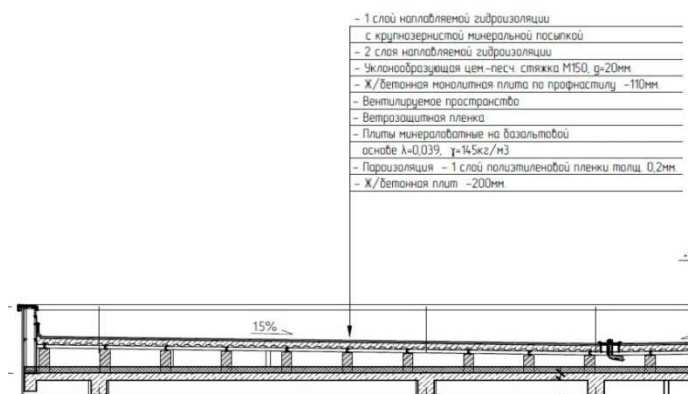 - 1 слой наплавляемой гидроизоляции
с крупнозернистой минеральной посыпкой
- 2 слоя наплавляемой гидроизоляции
- Уклонообразующая цем.-песч. стяжка М150, g=20мм.
- Ж/бетонная монолитная плита по профнастилу -110мм.
- Вентилируемое пространство
- Ветрозащитная пленка
- Плиты минераловатные на базальтовой
основе λ=0,039, γ=145кг/м3
- Пароизоляция - 1 слой полиэтиленовой пленки толщ. 0,2мм.
- Ж/бетонная плит -200мм.
15%